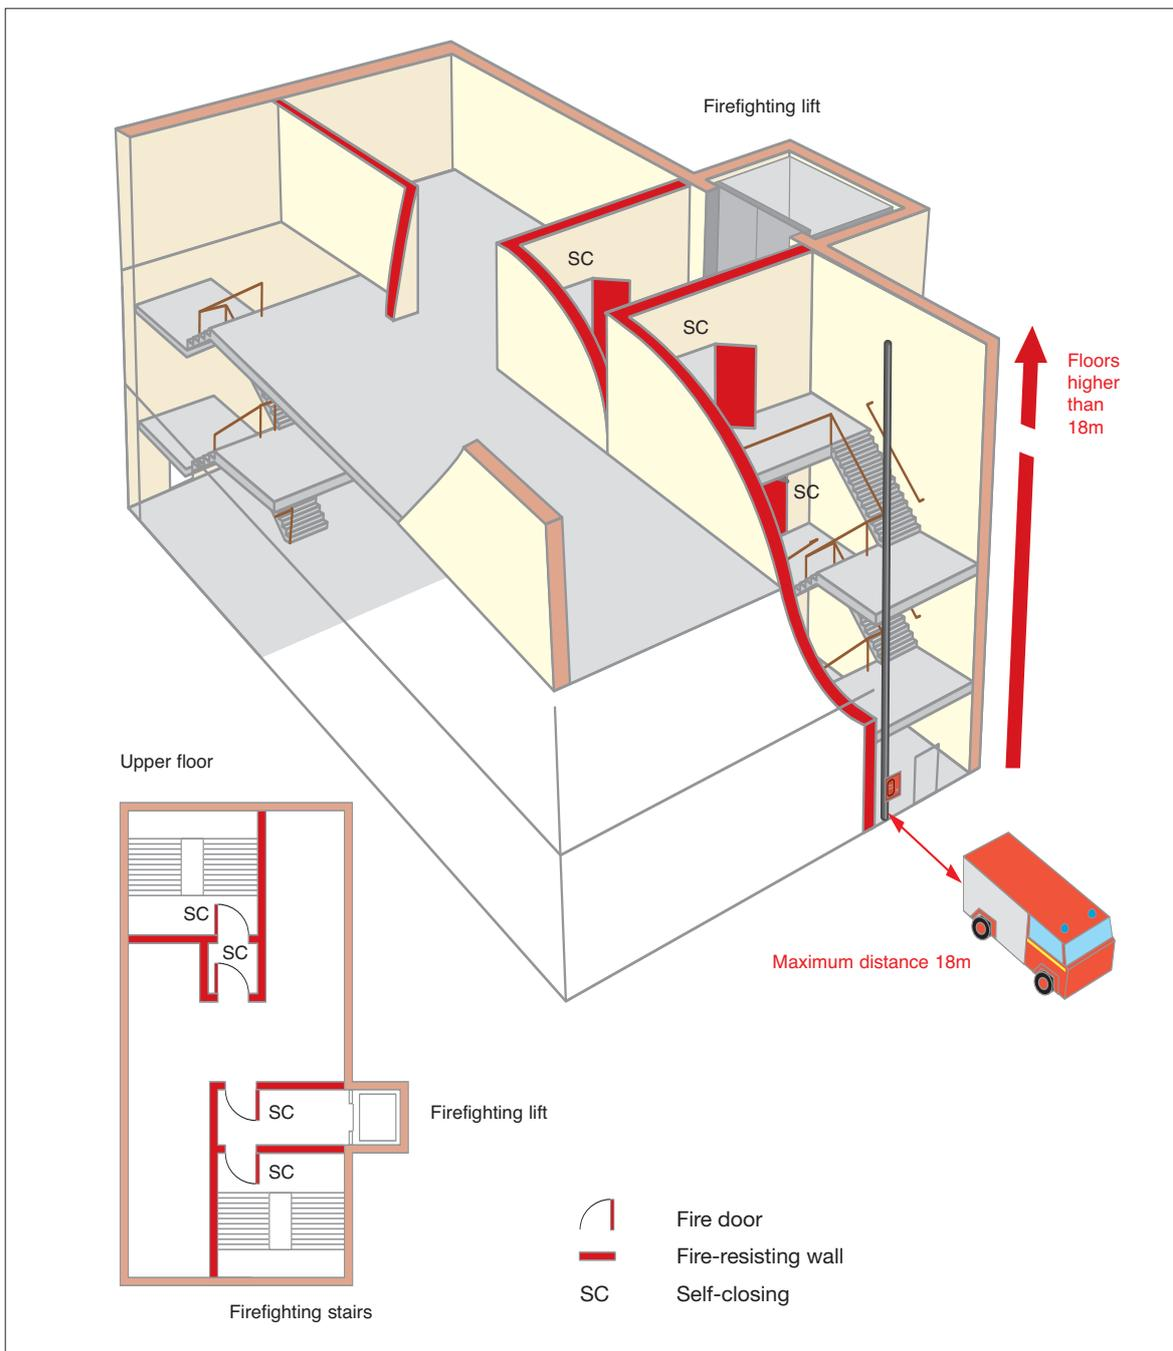 Firefighting lift
SC
SC
Floors
higher
than
18m
SC
Upper floor
SC
SC
Maximum distance 18m
SC
Firefighting lift
SC
Fire door
Fire-resisting wall
SC Self-closing
Firefighting stairs